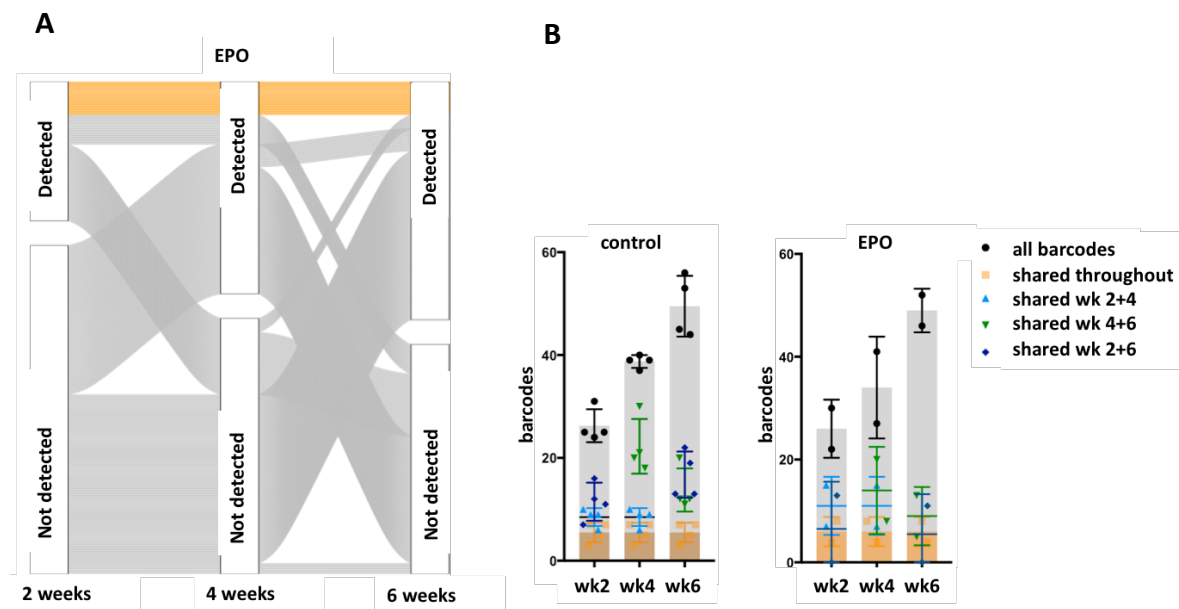 A
EPO
Detected
Not detected
Detected
Not detected
Detected
Not detected
2 weeks
4 weeks
6 weeks
B
control
60
40
20
0
barcodes
wk2 wk4 wk6
EPO
60
40
20
0
barcodes
wk2 wk4 wk6
all barcodes
shared throughout
shared wk 2+4
shared wk 4+6
shared wk 2+6